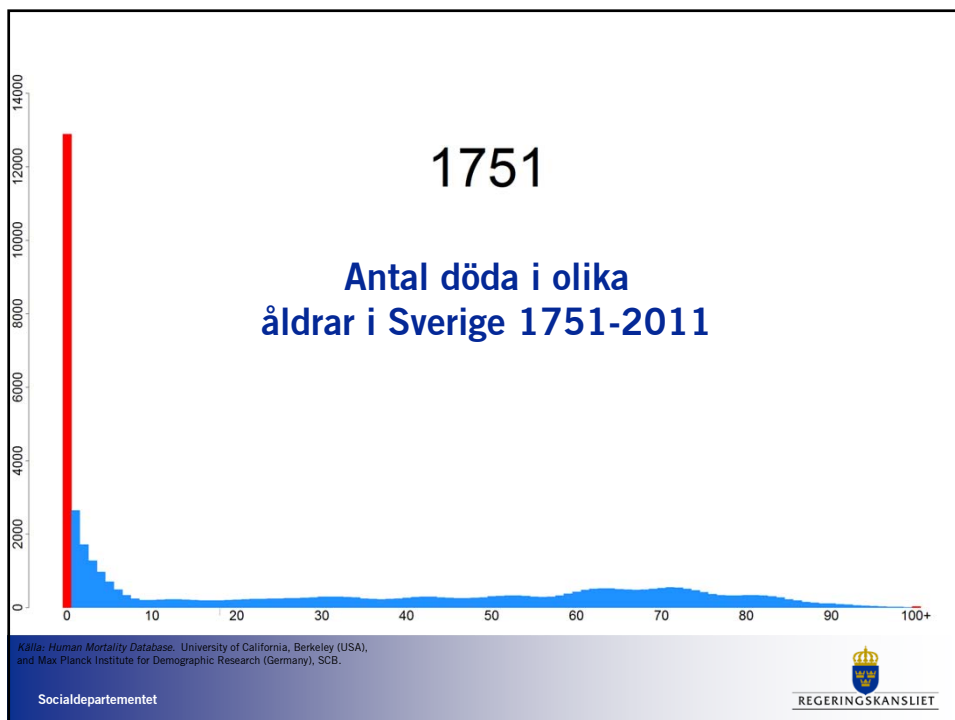 14000
12000
10000
8000
6000
4000
2000
0
1751
Antal döda i olika
åldrar i Sverige 1751-2011
0 10 20 30 40 50 60 70 80 90 100+
Källa: Human Mortality Database. University of California, Berkeley (USA),
and Max Planck Institute for Demographic Research (Germany), SCB.
Socialdepartementet
REGERINGSKANSLIET